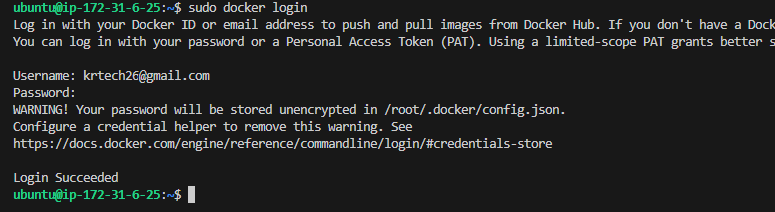 ubuntu@ip-172-31-6-25:~$ sudo docker login
Log in with your Docker ID or email address to push and pull images from Docker Hub. If you don't have a Dock
You can log in with your password or a Personal Access Token (PAT). Using a limited-scope PAT grants better s
Username: krtech26@gmail.com
Password:
WARNING! Your password will be stored unencrypted in /root/.docker/config.json.
Configure a credential helper to remove this warning. See
https://docs.docker.com/engine/reference/commandline/login/#credentials-store
Login Succeeded
ubuntu@ip-172-31-6-25:~$